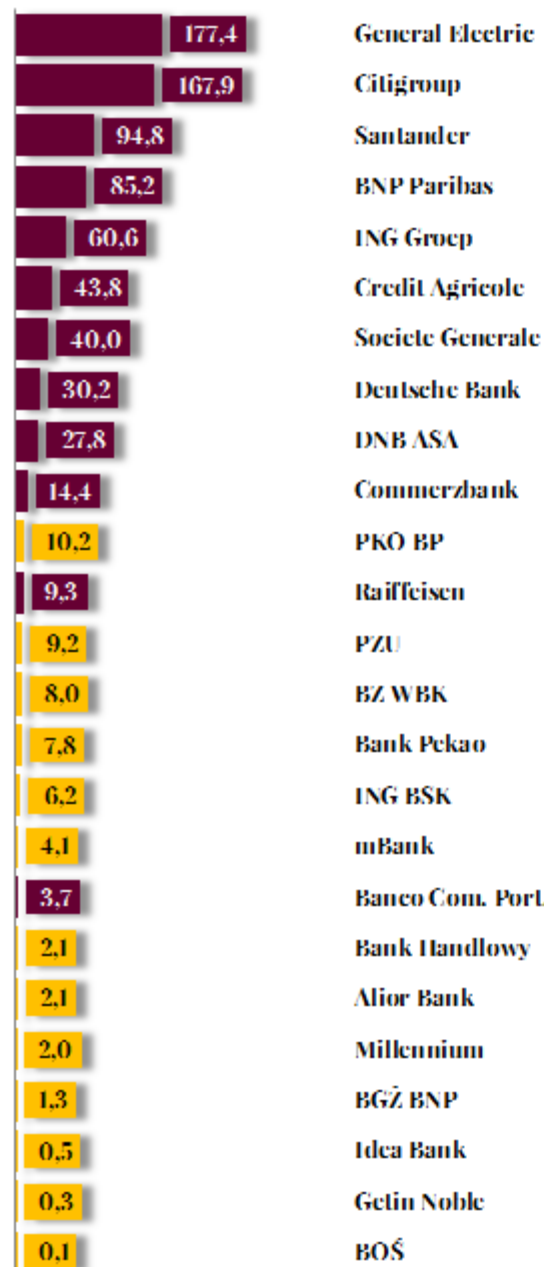 177,4 General Electric
167,9 Citigroup
94,8 Santander
85,2 BNP Paribas
60,6 ING Groep
43,8 Credit Agricole
40,0 Societe Generale
30,2 Deutsche Bank
27,8 DNB ASA
14,4 Commerzbank
10,2 PKO BP
9,3 Raiffeisen
9,2 PZU
8,0 BZ WBK
7,8 Bank Pekao
6,2 ING BSK
4,1 mBank
3,7 Banco Com. Port.
2,1 Bank Handlowy
2,1 Alior Bank
2,0 Millennium
1,3 BGŻ BNP
0,5 Idea Bank
0,3 Getin Noble
0,1 BOŚ